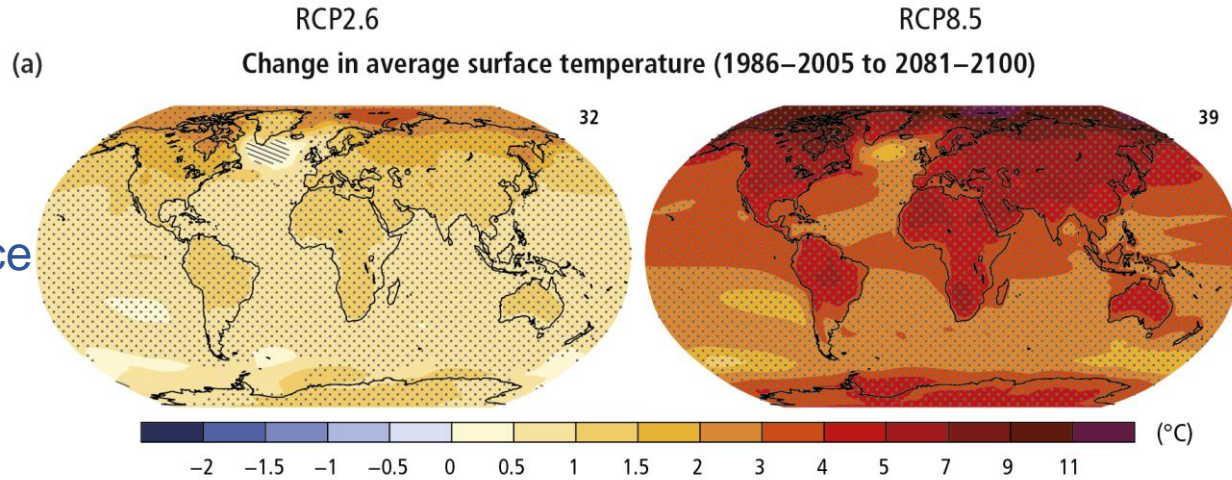 RCP2.6 RCP8.5
(a) Change in average surface temperature (1986–2005 to 2081–2100)
32 39
ce
(°C)
−2 −1.5 −1 −0.5 0 0.5 1 1.5 2 3 4 5 7 9 11